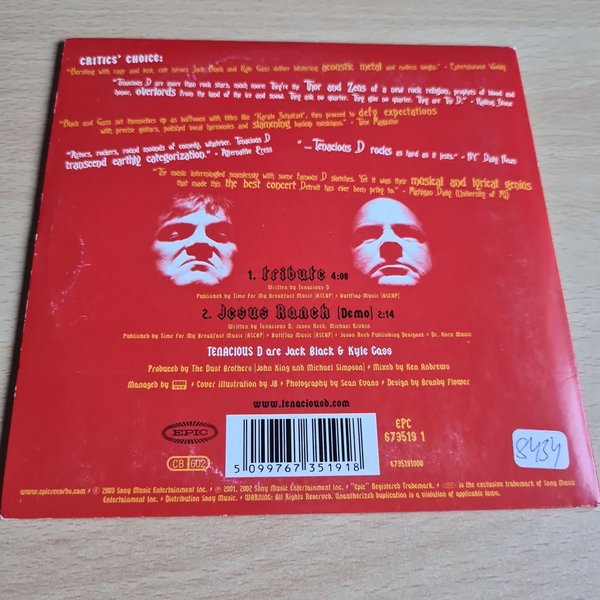 CRITICS' CHOICE:
"Bursting with rage and lust, cult heroes Jack Black and Kyle Gass deliver blistering acoustic metal and endless laughs." - Entertainment Weekly
"Tenacious D are more than rock stars, much more. They're the Thor and Zeus of a new rock religion, prophets of blood and
honor, overlords from the land of the ice and snow. They ask no quarter. They give no quarter. They are The D." - Rolling Stone
"Black and Gass set themselves up as buffoons with titles like 'Karate Schnitzel', then proceed to defy expectations
with precise guitars, polished vocal harmonies and slamming backup musicians." - Time Magazine
"Actors, rockers, round mounds of comedy, whatever. Tenacious D
transcend earthly categorization." - Alternative Press
"...Tenacious D rocks as hard as it jests." - NY Daily News
"The music intermingled seamlessly with some famous D sketches. Yet it was their musical and lyrical genius
that made this the best concert Detroit has ever been privy to." - Michigan Daily (University of MI)
1. tribute 4:08
Written by Tenacious D
Published by Time For My Breakfast Music [ASCAP] + Buttflap Music [ASCAP]
2. Jesus Ranch [Demo] 2:14
Written by Tenacious D, Jason Reed, Michael Rivkin
Published by Time For My Breakfast Music [ASCAP] + Buttflap Music [ASCAP] + Jason Reed Publishing Designee + Dr. Kora Music
TENACIOUS D are Jack Black & Kyle Gass
Produced by The Dust Brothers [John King and Michael Simpson] + Mixed by Ken Andrews
Managed by + Cover illustration by JB + Photography by Sean Evans + Design by Brandy Flower
www.tenaciousd.com
EPIC
EPC
673519 1
CB 602
5 099767 351918
6735191000
5434
www.epicrecords.com + © 2003 Sony Music Entertainment Inc. + ℗ 2001, 2002 Sony Music Entertainment Inc. + "Epic" Registered Trademark. + is the exclusive trademark of Sony Music
Entertainment Inc. + Distribution Sony Music. + WARNING: All Rights Reserved. Unauthorized duplication is a violation of applicable laws.